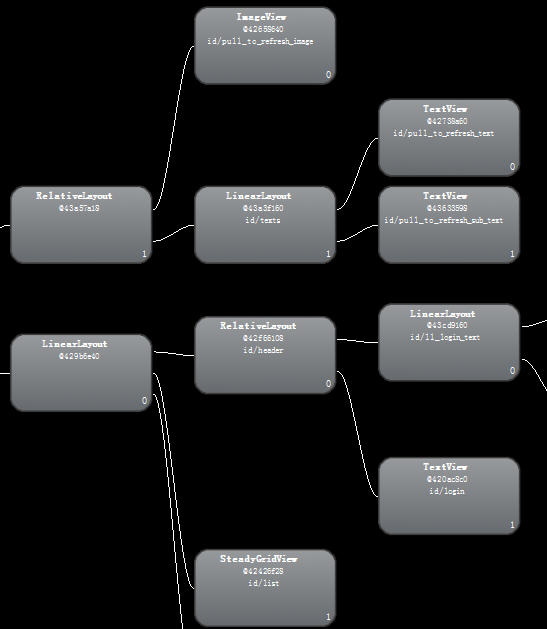 ImageView
@42658640
id/pull_to_refresh_image
0
TextView
@42738a60
id/pull_to_refresh_text
0
RelativeLayout
@43a57a18
1
LinearLayout
@43a3f160
id/texts
1
TextView
@43633598
id/pull_to_refresh_sub_text
1
LinearLayout
@429b6e40
0
RelativeLayout
@42f66108
id/header
0
LinearLayout
@43cd9160
id/ll_login_text
0
TextView
@420ac8c0
id/login
1
SteadyGridView
@42426f28
id/list
1